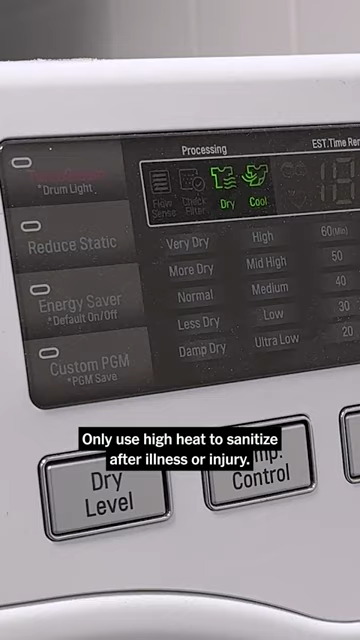 Processing
EST.Time
*Drum Light
Flow Sense
Check Filter
Dry
Cool
Reduce Static
Energy Saver
*Default On/Off
Custom PGM
*PGM Save
Very Dry
High
60(Min)
More Dry
Mid High
50
Normal
Medium
40
Less Dry
Low
30
Damp Dry
Ultra Low
20
Only use high heat to sanitize
after illness or injury.
Dry
Level
Control